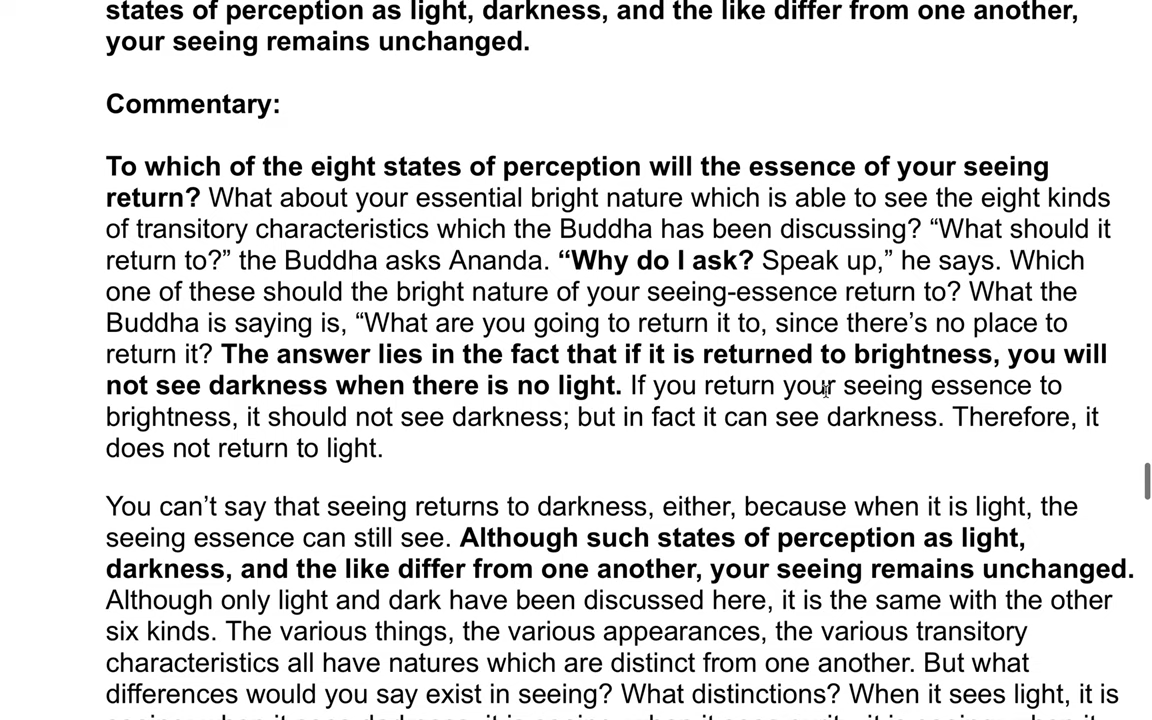 states of perception as light, darkness, and the like differ from one another,
your seeing remains unchanged.
Commentary:
To which of the eight states of perception will the essence of your seeing
return? What about your essential bright nature which is able to see the eight kinds
of transitory characteristics which the Buddha has been discussing? “What should it
return to?” the Buddha asks Ananda. “Why do I ask? Speak up,” he says. Which
one of these should the bright nature of your seeing-essence return to? What the
Buddha is saying is, “What are you going to return it to, since there’s no place to
return it? The answer lies in the fact that if it is returned to brightness, you will
not see darkness when there is no light. If you return your seeing essence to
brightness, it should not see darkness; but in fact it can see darkness. Therefore, it
does not return to light.
You can’t say that seeing returns to darkness, either, because when it is light, the
seeing essence can still see. Although such states of perception as light,
darkness, and the like differ from one another, your seeing remains unchanged.
Although only light and dark have been discussed here, it is the same with the other
six kinds. The various things, the various appearances, the various transitory
characteristics all have natures which are distinct from one another. But what
differences would you say exist in seeing? What distinctions? When it sees light, it is